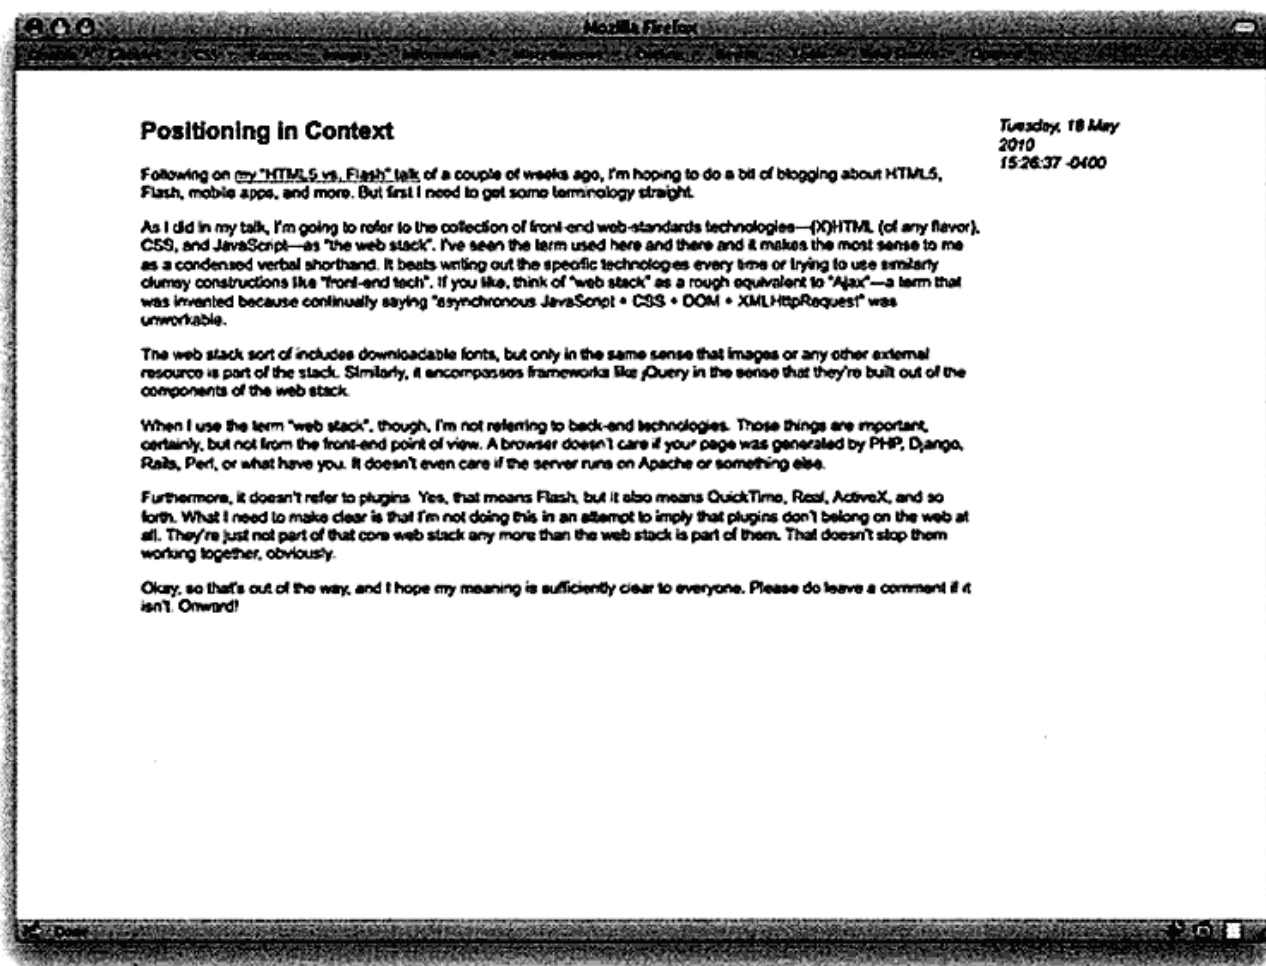 Mozilla Firefox
Positioning in Context
Tuesday, 18 May
2010
15:26:37 -0400
Following on my "HTML5 vs. Flash" talk of a couple of weeks ago, I'm hoping to do a bit of blogging about HTML5,
Flash, mobile apps, and more. But first I need to get some terminology straight.
As I did in my talk, I'm going to refer to the collection of front-end web-standards technologies—(X)HTML (of any flavor),
CSS, and JavaScript—as "the web stack". I've seen the term used here and there and it makes the most sense to me
as a condensed verbal shorthand. It beats writing out the specific technologies every time or trying to use similarly
clumsy constructions like "front-end tech". If you like, think of "web stack" as a rough equivalent to "Ajax"—a term that
was invented because continually saying "asynchronous JavaScript + CSS + DOM + XMLHttpRequest" was
unworkable.
The web stack sort of includes downloadable fonts, but only in the same sense that images or any other external
resource is part of the stack. Similarly, it encompasses frameworks like jQuery in the sense that they're built out of the
components of the web stack.
When I use the term "web stack", though, I'm not referring to back-end technologies. Those things are important,
certainly, but not from the front-end point of view. A browser doesn't care if your page was generated by PHP, Django,
Rails, Perl, or what have you. It doesn't even care if the server runs on Apache or something else.
Furthermore, it doesn't refer to plugins. Yes, that means Flash, but it also means QuickTime, Real, ActiveX, and so
forth. What I need to make clear is that I'm not doing this in an attempt to imply that plugins don't belong on the web at
all. They're just not part of that core web stack any more than the web stack is part of them. That doesn't stop them
working together, obviously.
Okay, so that's out of the way, and I hope my meaning is sufficiently clear to everyone. Please do leave a comment if it
isn't. Onward!
Done